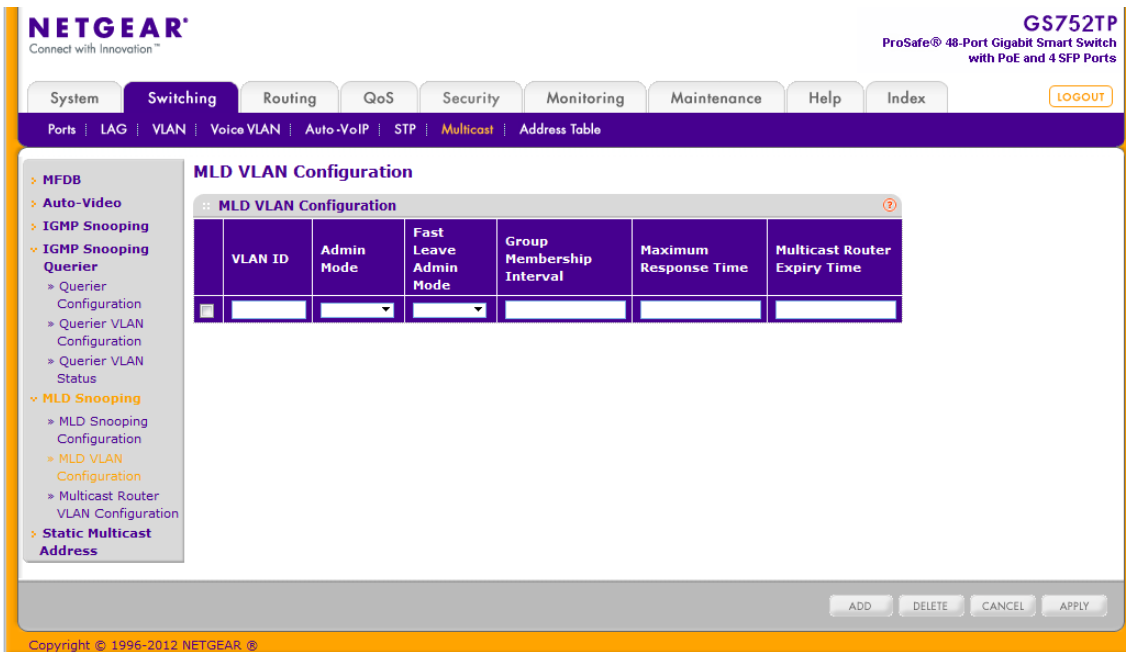 NETGEAR®
Connect with Innovation™
GS752TP
ProSafe® 48-Port Gigabit Smart Switch
with PoE and 4 SFP Ports
System Switching Routing QoS Security Monitoring Maintenance Help Index LOGOUT
Ports LAG VLAN Voice VLAN Auto-VoIP STP Multicast Address Table
MFDB
Auto-Video
IGMP Snooping
IGMP Snooping
Querier
» Querier
Configuration
» Querier VLAN
Configuration
» Querier VLAN
Status
MLD Snooping
» MLD Snooping
Configuration
» MLD VLAN
Configuration
» Multicast Router
VLAN Configuration
Static Multicast
Address
MLD VLAN Configuration
MLD VLAN Configuration ?
VLAN ID
Admin
Mode
Fast
Leave
Admin
Mode
Group
Membership
Interval
Maximum
Response Time
Multicast Router
Expiry Time
ADD DELETE CANCEL APPLY
Copyright © 1996-2012 NETGEAR ®